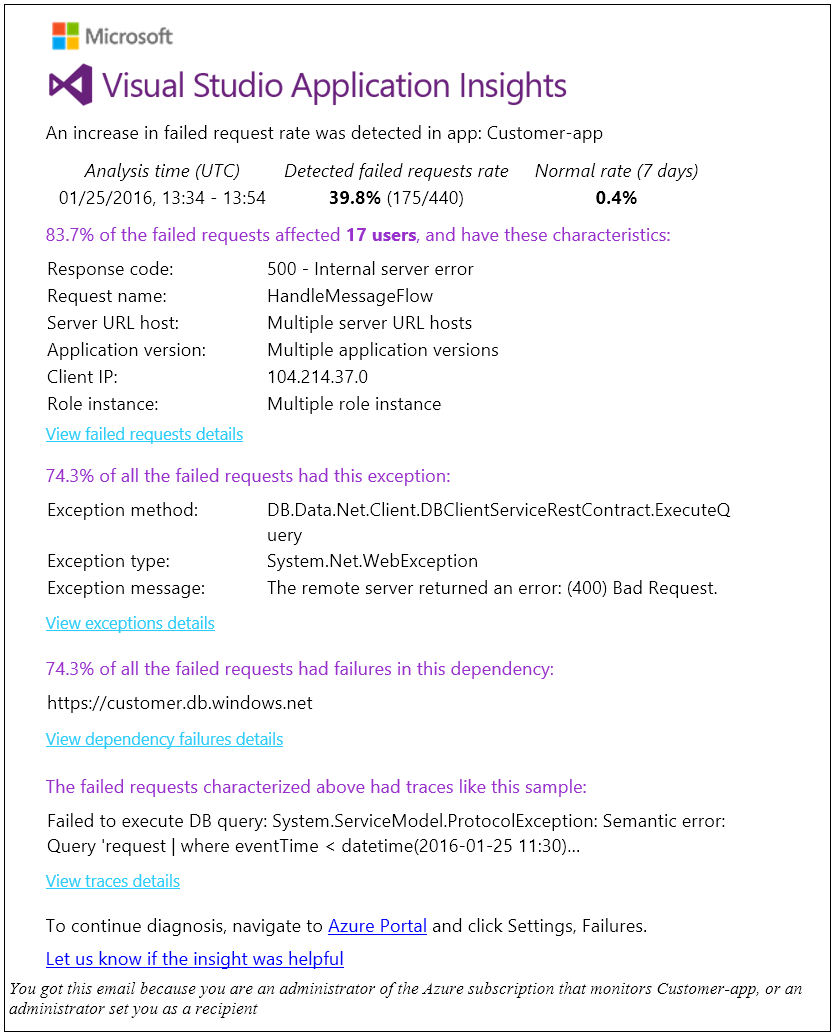 Microsoft
Visual Studio Application Insights
An increase in failed request rate was detected in app: Customer-app
Analysis time (UTC) Detected failed requests rate Normal rate (7 days)
01/25/2016, 13:34 - 13:54 39.8% (175/440) 0.4%
83.7% of the failed requests affected 17 users, and have these characteristics:
Response code: 500 - Internal server error
Request name: HandleMessageFlow
Server URL host: Multiple server URL hosts
Application version: Multiple application versions
Client IP: 104.214.37.0
Role instance: Multiple role instance
View failed requests details
74.3% of all the failed requests had this exception:
Exception method: DB.Data.Net.Client.DBClientServiceRestContract.ExecuteQ
uery
Exception type: System.Net.WebException
Exception message: The remote server returned an error: (400) Bad Request.
View exceptions details
74.3% of all the failed requests had failures in this dependency:
https://customer.db.windows.net
View dependency failures details
The failed requests characterized above had traces like this sample:
Failed to execute DB query: System.ServiceModel.ProtocolException: Semantic error:
Query 'request | where eventTime < datetime(2016-01-25 11:30)...
View traces details
To continue diagnosis, navigate to Azure Portal and click Settings, Failures.
Let us know if the insight was helpful
You got this email because you are an administrator of the Azure subscription that monitors Customer-app, or an
administrator set you as a recipient